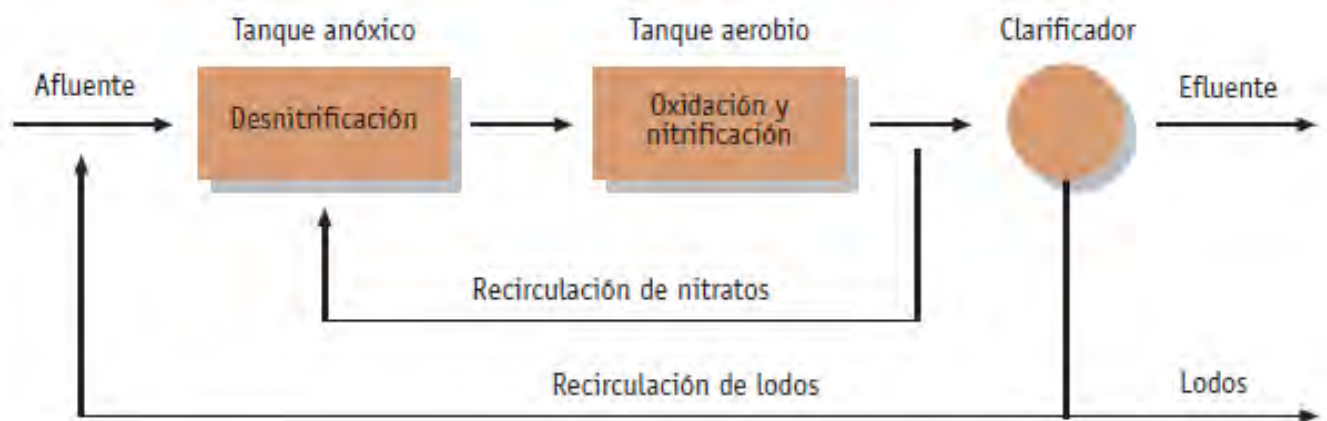 Tanque anóxico
Tanque aerobio
Clarificador
Afluente
Desnitrificación
Oxidación y
nitrificación
Efluente
Recirculación de nitratos
Recirculación de lodos
Lodos